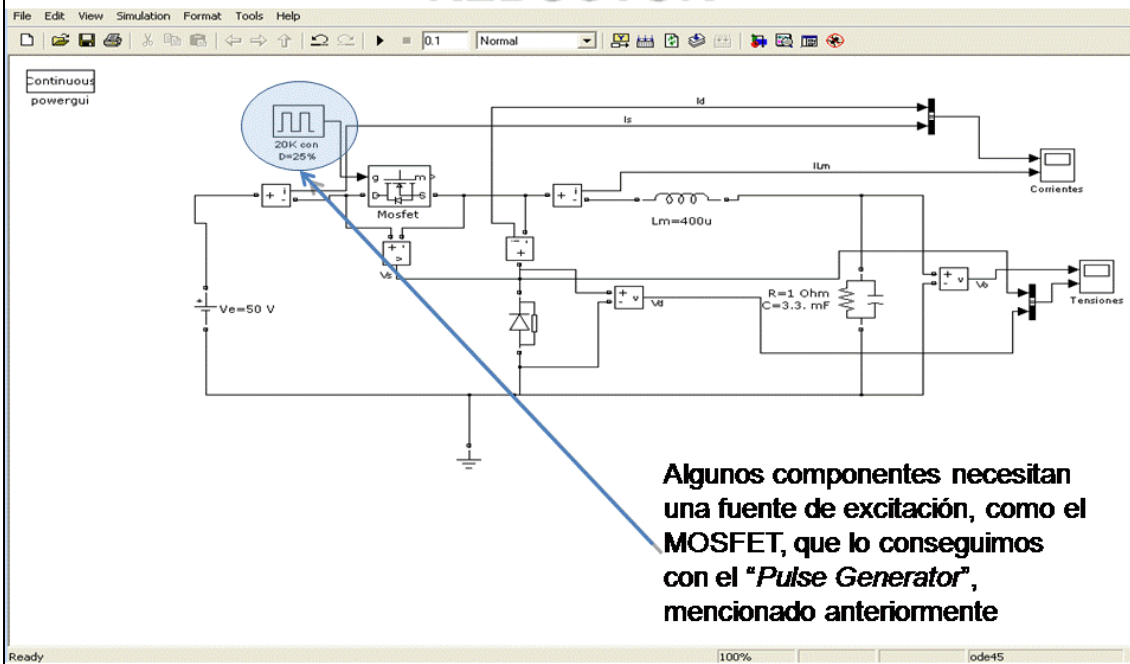 File Edit View Simulation Format Tools Help
0.1 Normal
Continuous
powergui
20K con
D=25%
Id
Is
ILm
Corrientes
g m
D S
Mosfet
Lm=400u
Vs
Ve=50 V
Vd
R=1 Ohm
C=3.3. mF
Vo
Tensiones
Algunos componentes necesitan
una fuente de excitación, como el
MOSFET, que lo conseguimos
con el “Pulse Generator”,
mencionado anteriormente
Ready 100% ode45